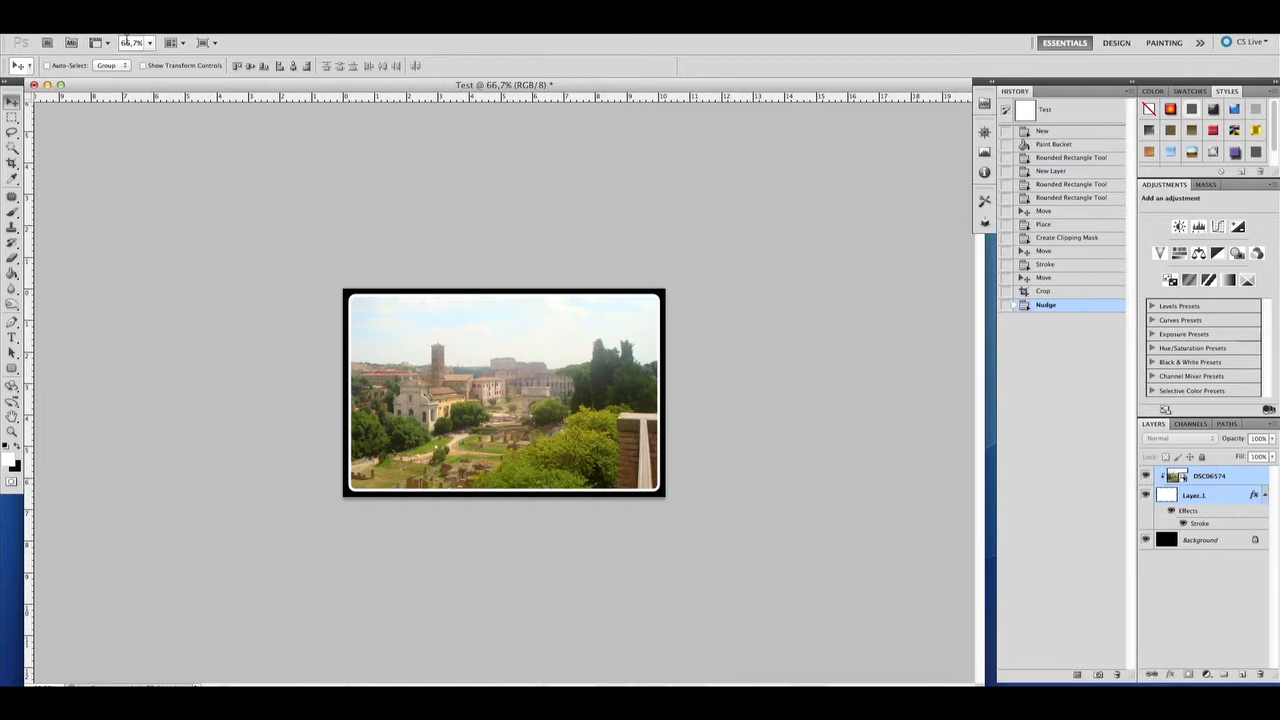 Ps Br Mb 66,7% ESSENTIALS DESIGN PAINTING CS Live
Auto-Select: Group Show Transform Controls
Test @ 66,7% (RGB/8) *
HISTORY
Test
New
Paint Bucket
Rounded Rectangle Tool
New Layer
Rounded Rectangle Tool
Rounded Rectangle Tool
Move
Place
Create Clipping Mask
Move
Stroke
Move
Crop
Nudge
COLOR SWATCHES STYLES
ADJUSTMENTS MASKS
Add an adjustment
Levels Presets
Curves Presets
Exposure Presets
Hue/Saturation Presets
Black & White Presets
Channel Mixer Presets
Selective Color Presets
LAYERS CHANNELS PATHS
Normal Opacity: 100%
Lock: Fill: 100%
DSC06574
Layer 1 fx
Effects
Stroke
Background